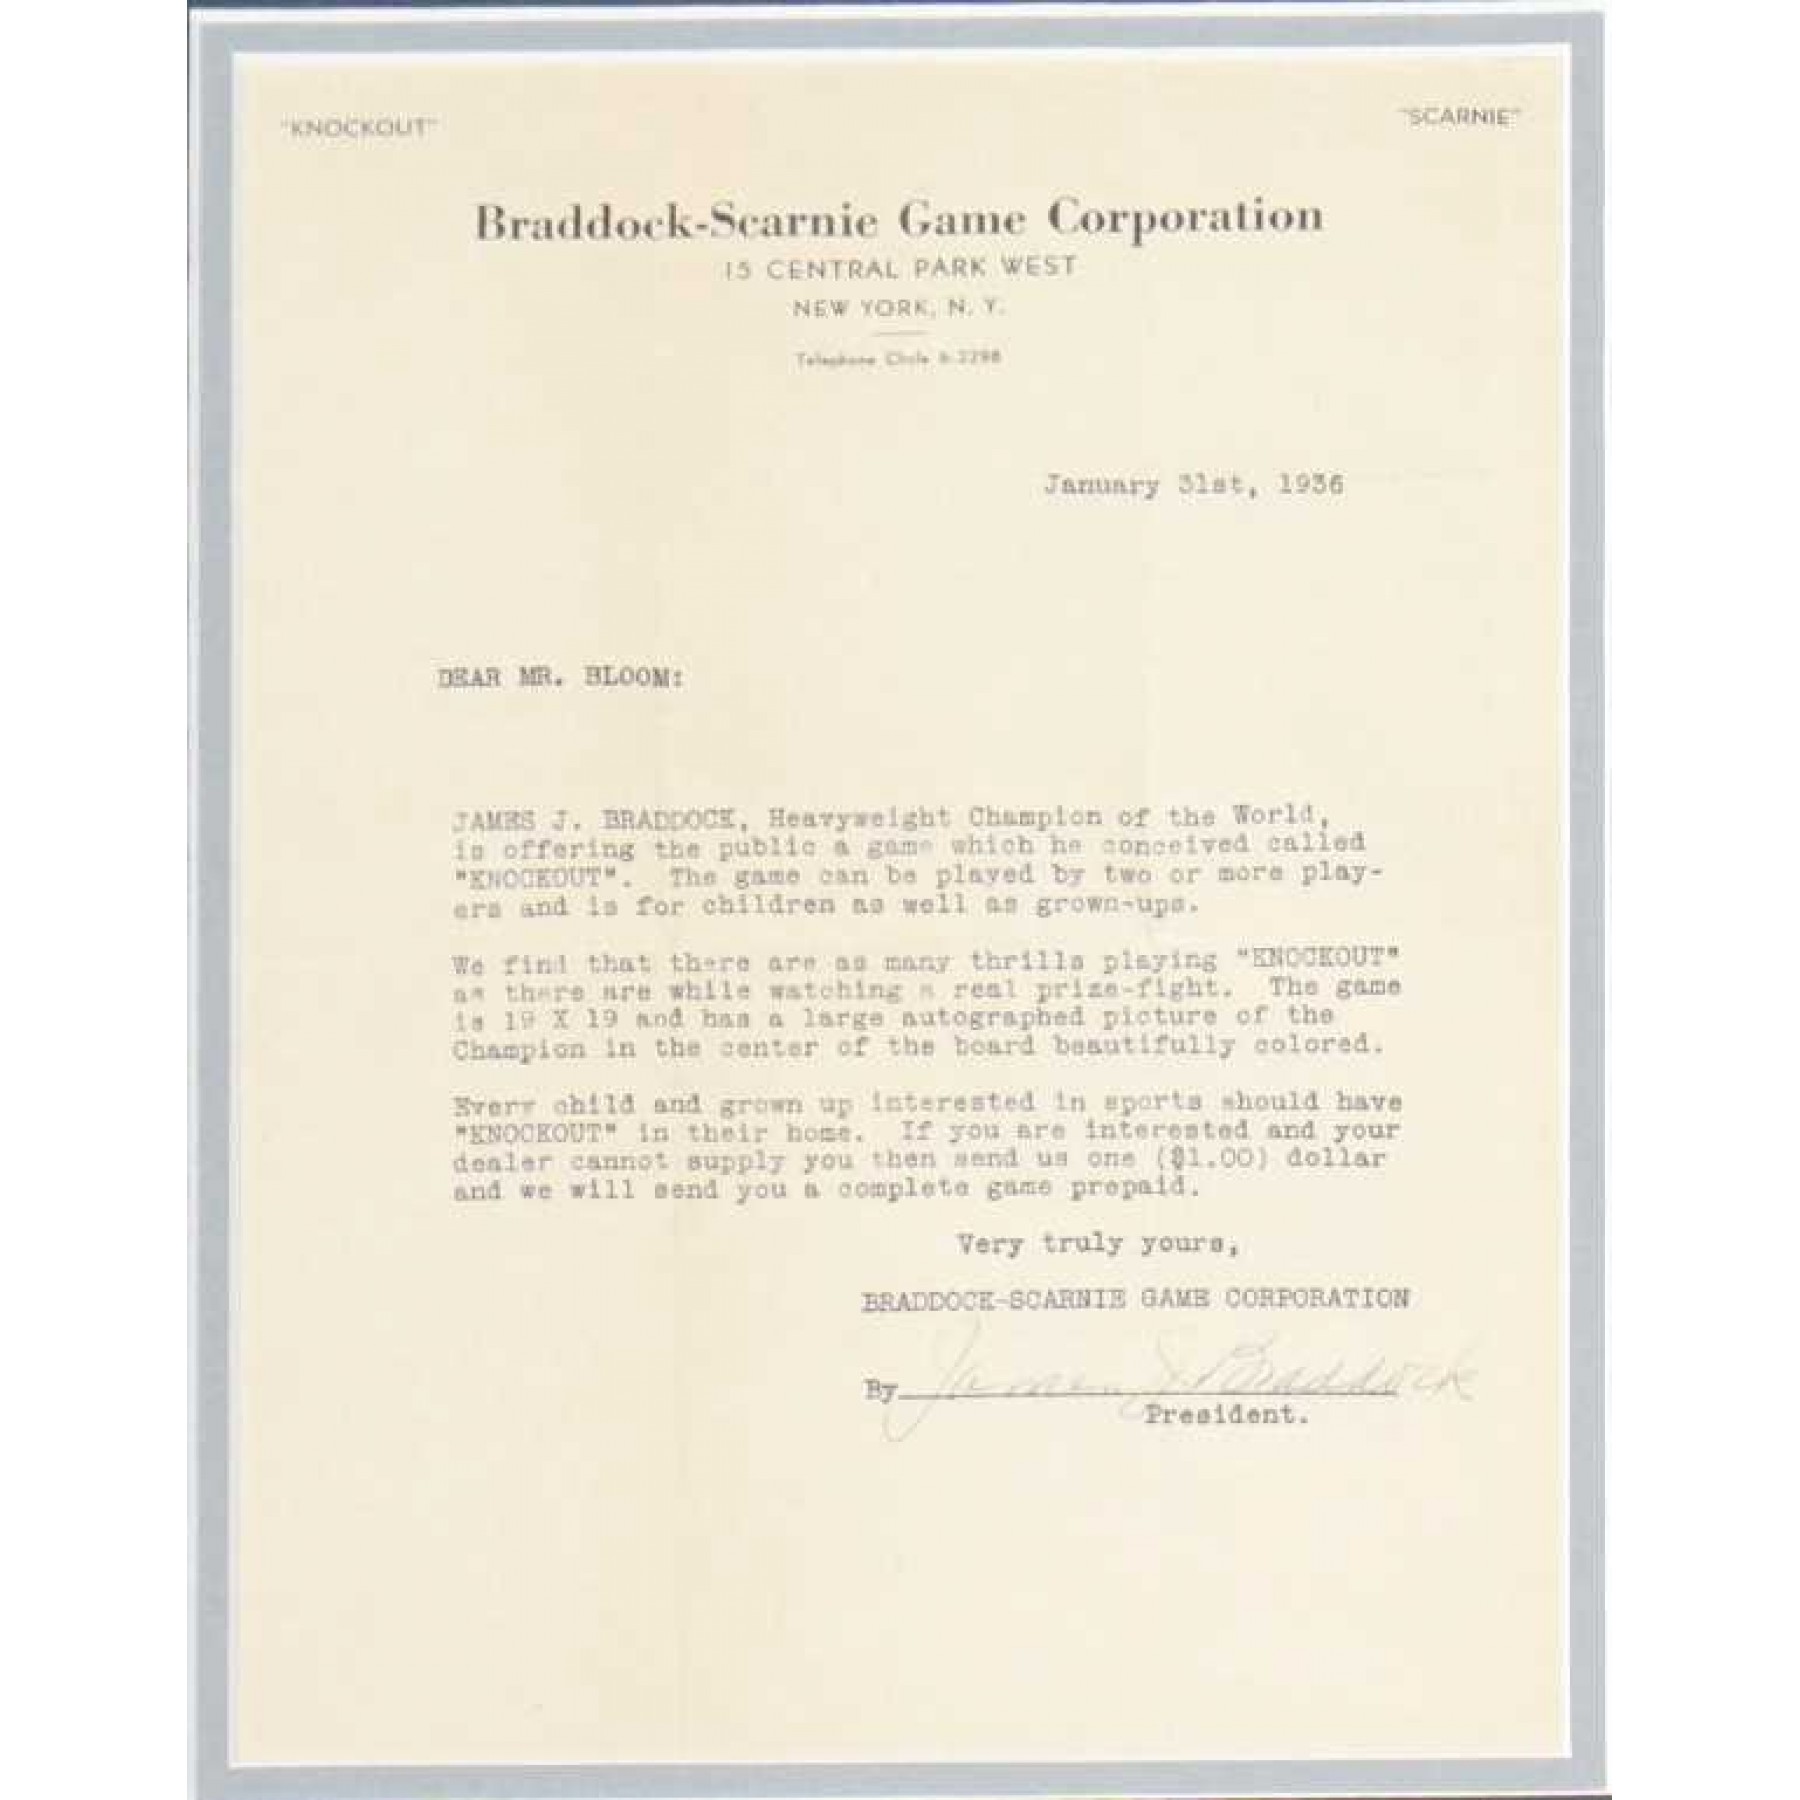 "KNOCKOUT"
"SCARNIE"
Braddock-Scarnie Game Corporation
15 CENTRAL PARK WEST
NEW YORK, N. Y.
Telephone Circle 6-2298
January 31st, 1936
DEAR MR. BLOOM:
JAMES J. BRADDOCK, Heavyweight Champion of the World,
is offering the public a game which he conceived called
"KNOCKOUT". The game can be played by two or more play-
ers and is for children as well as grown-ups.
We find that there are as many thrills playing "KNOCKOUT"
as there are while watching a real prize-fight. The game
is 19 X 19 and has a large autographed picture of the
Champion in the center of the board beautifully colored.
Every child and grown up interested in sports should have
"KNOCKOUT" in their home. If you are interested and your
dealer cannot supply you then send us one ($1.00) dollar
and we will send you a complete game prepaid.
Very truly yours,
BRADDOCK-SCARNIE GAME CORPORATION
By James J Braddock
President.